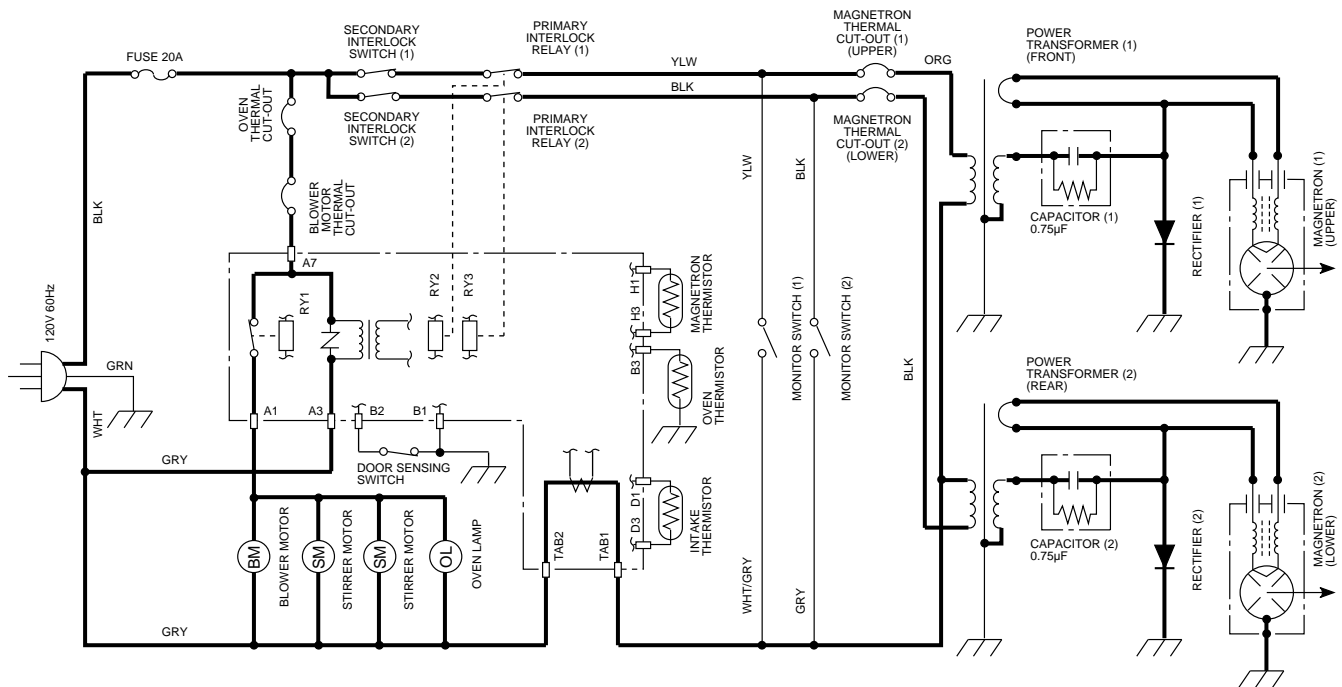 FUSE 20A
SECONDARY
INTERLOCK
SWITCH (1)
PRIMARY
INTERLOCK
RELAY (1)
MAGNETRON
THERMAL
CUT-OUT (1)
(UPPER)
POWER
TRANSFORMER (1)
(FRONT)
YLW
ORG
BLK
OVEN
THERMAL
CUT-OUT
SECONDARY
INTERLOCK
SWITCH (2)
PRIMARY
INTERLOCK
RELAY (2)
MAGNETRON
THERMAL
CUT-OUT (2)
(LOWER)
YLW
BLK
BLK
BLOWER
MOTOR
THERMAL
CUT-OUT
CAPACITOR (1)
0.75µF
RECTIFIER (1)
MAGNETRON (1)
(UPPER)
A7
RY1
RY2
RY3
H1
H3
MAGNETRON
THERMISTOR
MONITOR SWITCH (1)
MONITOR SWITCH (2)
120V 60Hz
GRN
WHT
B3
OVEN
THERMISTOR
BLK
POWER
TRANSFORMER (2)
(REAR)
A1
A3
B2
B1
GRY
DOOR SENSING
SWITCH
D1
D3
INTAKE
THERMISTOR
CAPACITOR (2)
0.75µF
RECTIFIER (2)
MAGNETRON (2)
(LOWER)
BM
BLOWER MOTOR
SM
STIRRER MOTOR
SM
STIRRER MOTOR
OL
OVEN LAMP
TAB2
TAB1
WHT/GRY
GRY
GRY